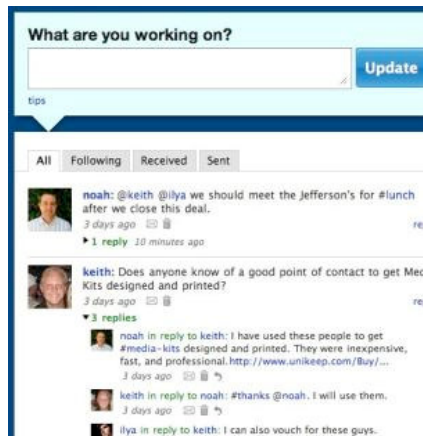 What are you working on?
Update
tips
All Following Received Sent
noah: @keith @ilya we should meet the Jefferson's for #lunch
after we close this deal.
3 days ago re
1 reply 10 minutes ago
keith: Does anyone know of a good point of contact to get Med
Kits designed and printed?
3 days ago re
3 replies
noah in reply to keith: I have used these people to get
#media-kits designed and printed. They were inexpensive,
fast, and professional. http://www.unikeep.com/Buy/...
3 days ago
keith in reply to noah: #thanks @noah. I will use them.
3 days ago
ilya in reply to keith: I can also vouch for these guys.